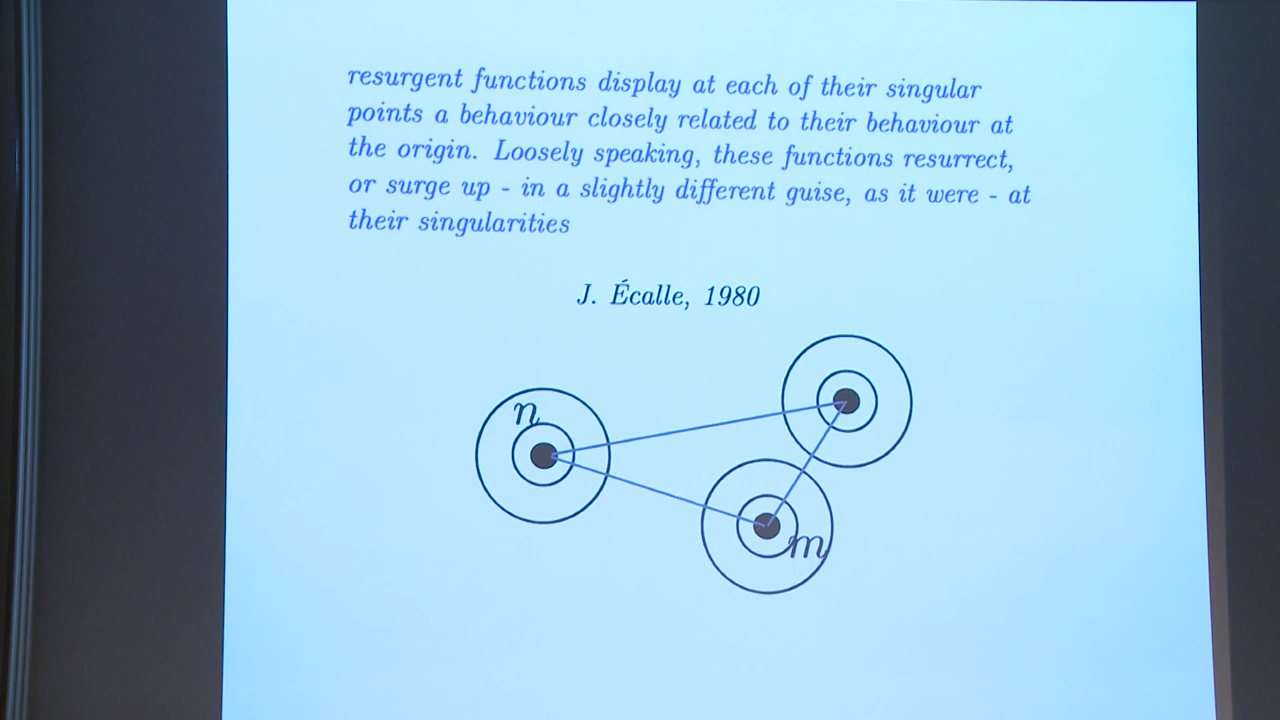 resurgent functions display at each of their singular
points a behaviour closely related to their behaviour at
the origin. Loosely speaking, these functions resurrect,
or surge up - in a slightly different guise, as it were - at
their singularities
J. Écalle, 1980
n
m